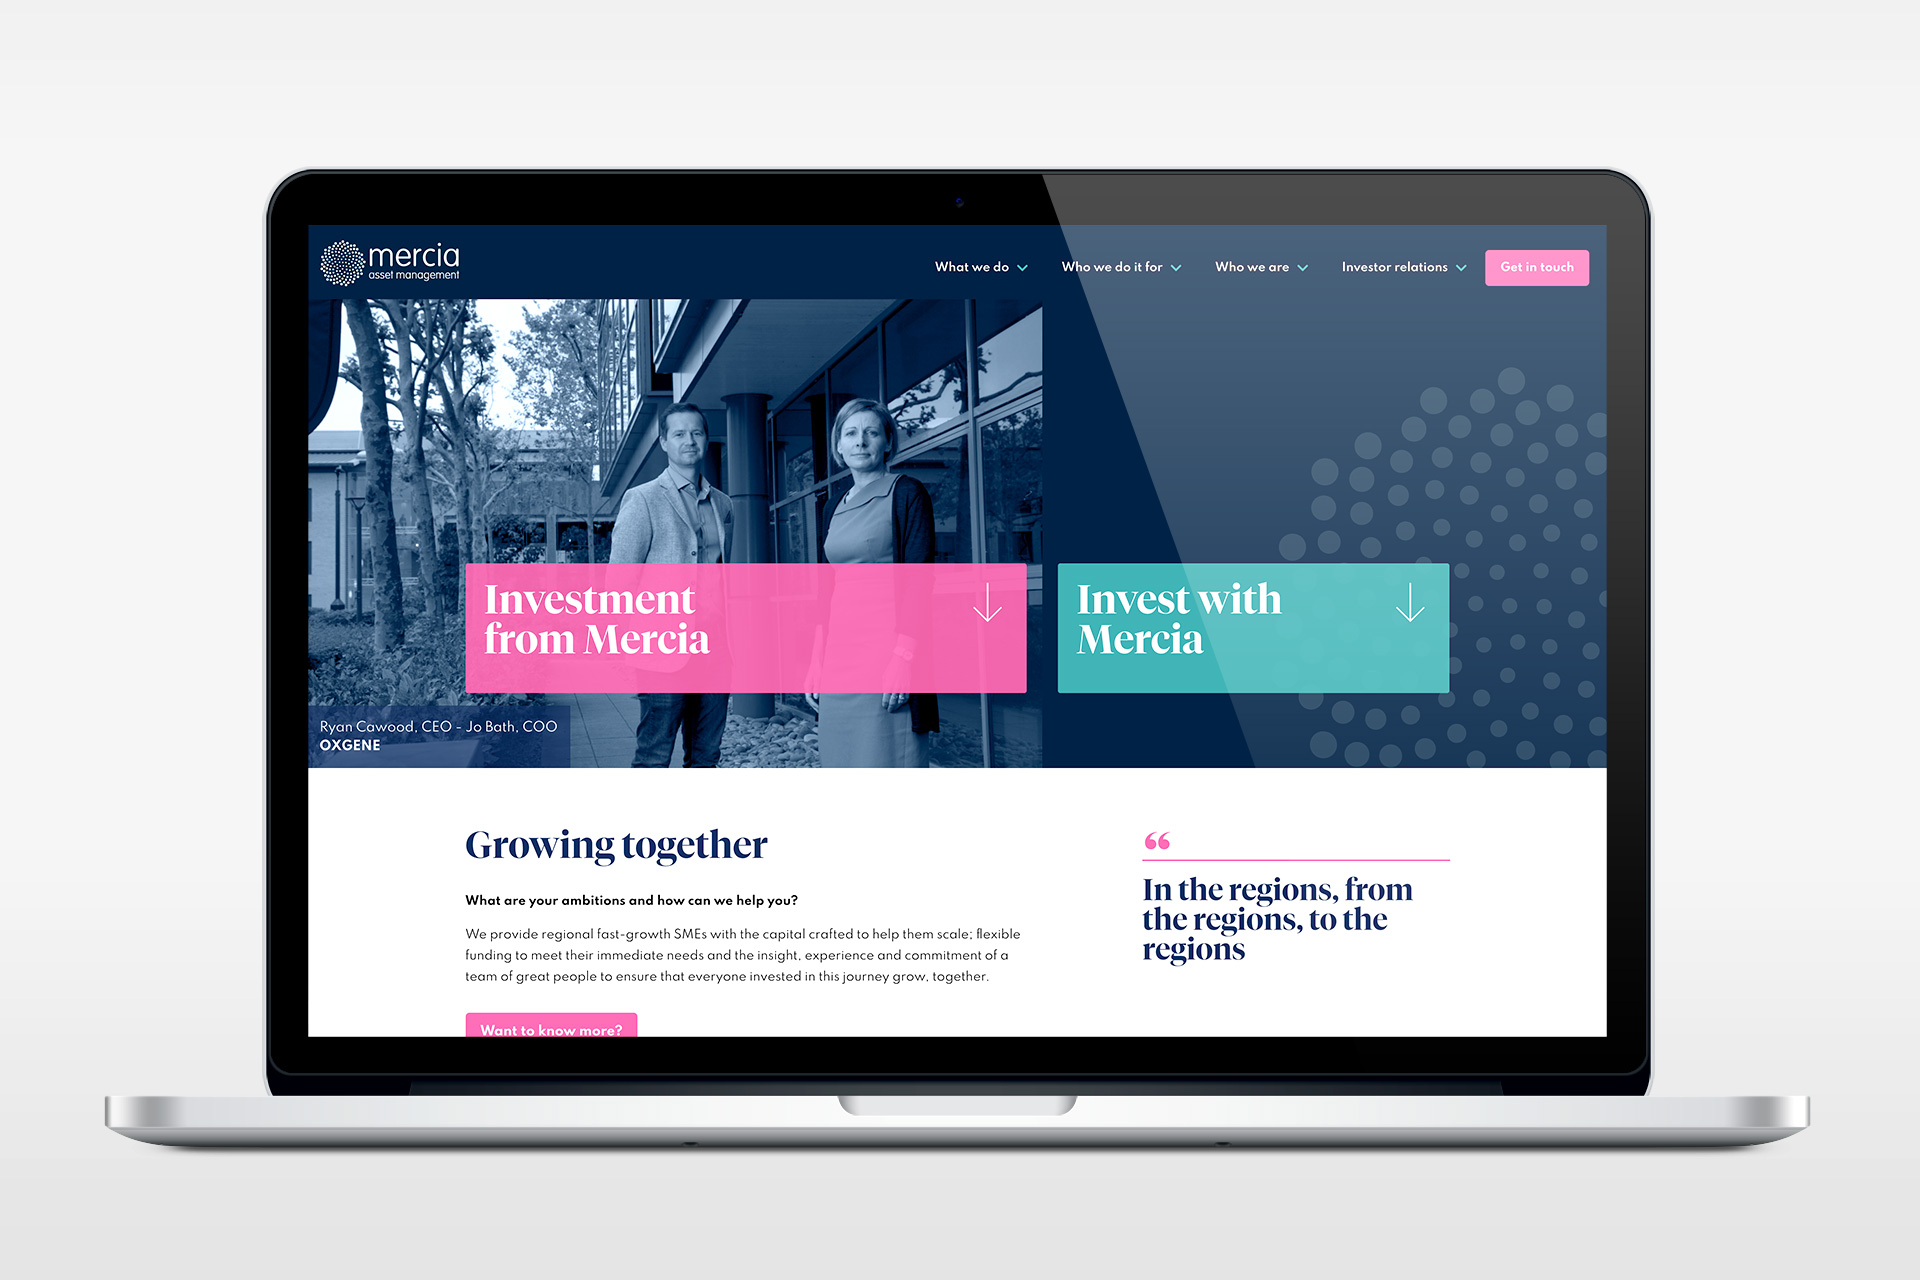 mercia
asset management
What we do
Who we do it for
Who we are
Investor relations
Get in touch
Investment
from Mercia
Invest with
Mercia
Ryan Cawood, CEO - Jo Bath, COO
OXGENE
Growing together
What are your ambitions and how can we help you?
We provide regional fast-growth SMEs with the capital crafted to help them scale; flexible
funding to meet their immediate needs and the insight, experience and commitment of a
team of great people to ensure that everyone invested in this journey grow, together.
Want to know more?
“
In the regions, from
the regions, to the
regions